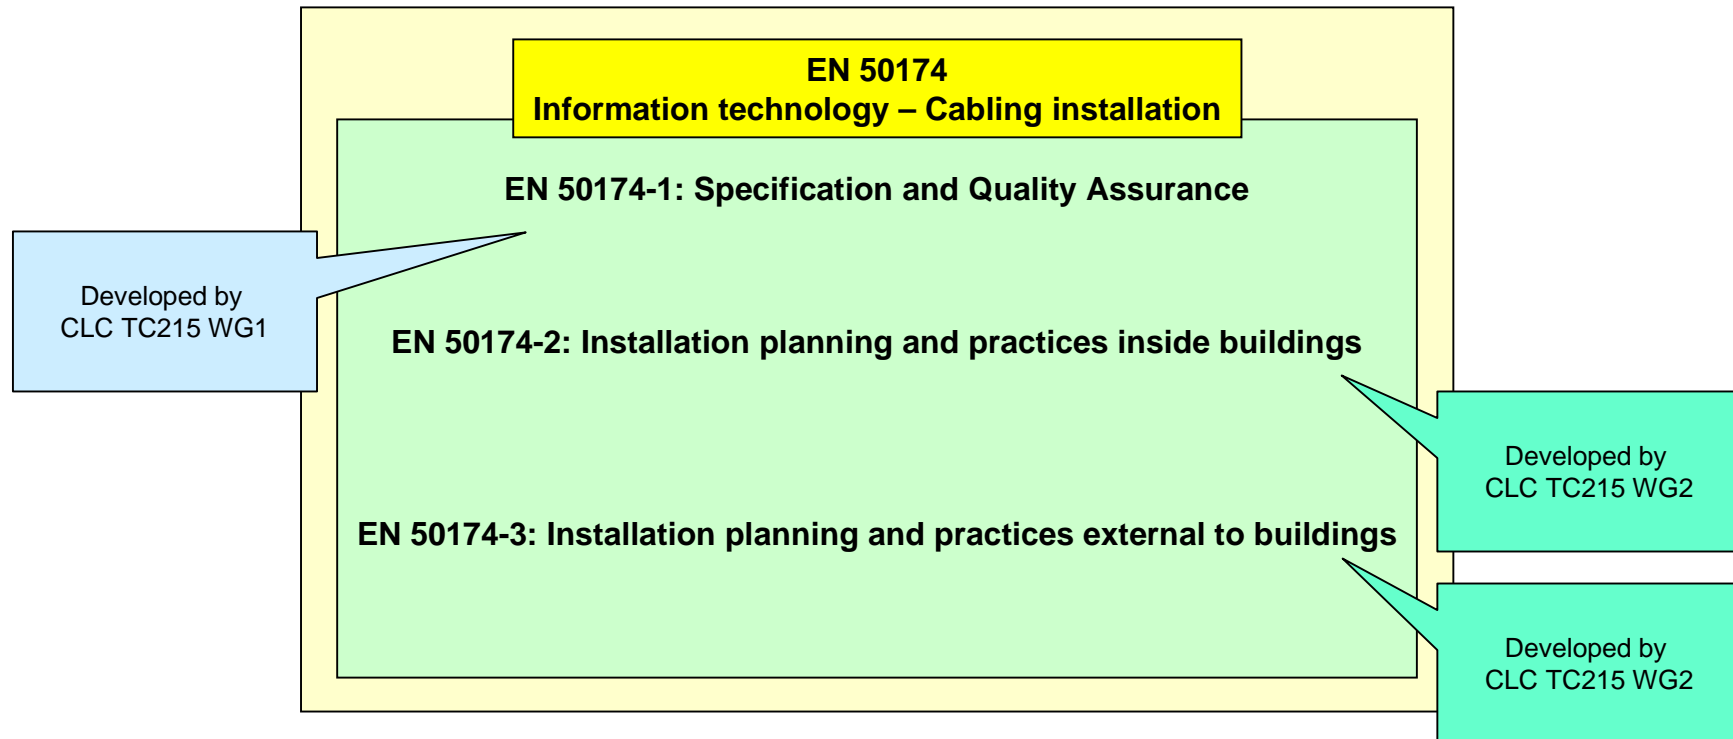 EN 50174
Information technology – Cabling installation
EN 50174-1: Specification and Quality Assurance
Developed by
CLC TC215 WG1
EN 50174-2: Installation planning and practices inside buildings
Developed by
CLC TC215 WG2
EN 50174-3: Installation planning and practices external to buildings
Developed by
CLC TC215 WG2